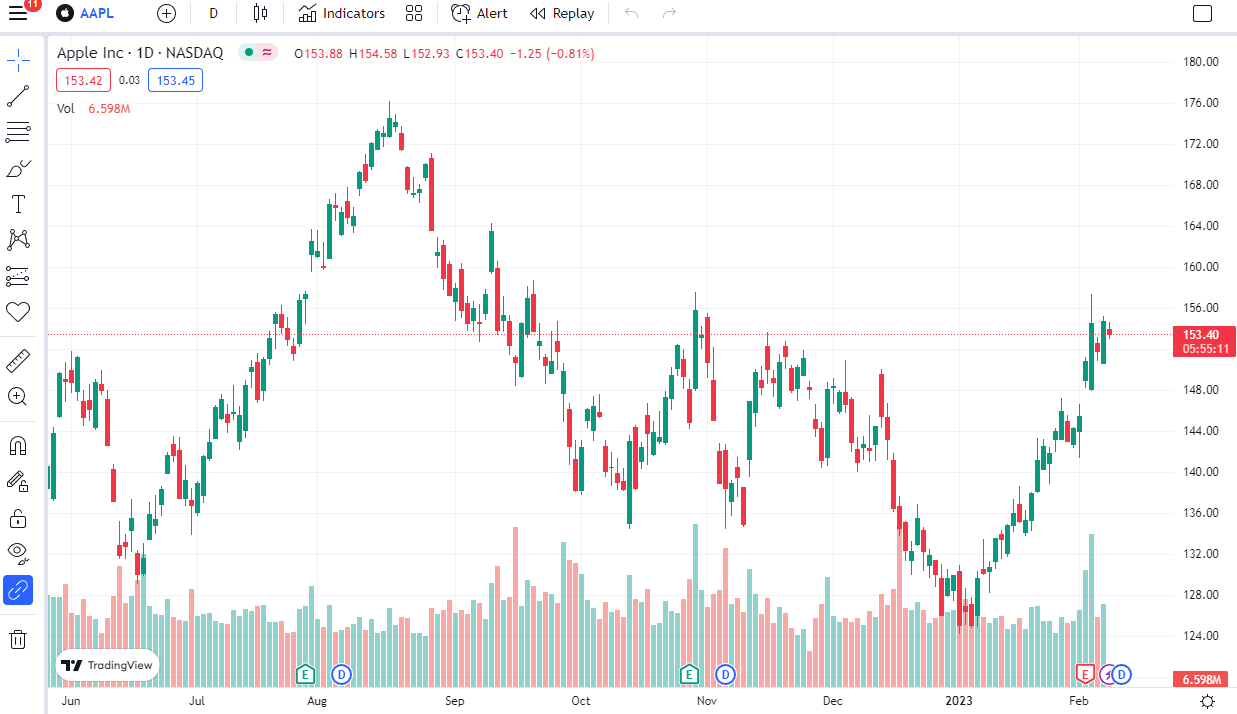 11
AAPL D Indicators Alert Replay
Apple Inc · 1D · NASDAQ ≈ O153.88 H154.58 L152.93 C153.40 −1.25 (−0.81%)
153.42 0.03 153.45
Vol 6.598M
180.00
176.00
172.00
168.00
164.00
160.00
156.00
153.40
05:55:11
148.00
144.00
140.00
136.00
132.00
128.00
124.00
T
TradingView
E D E D E D
6.598M
Jun Jul Aug Sep Oct Nov Dec 2023 Feb